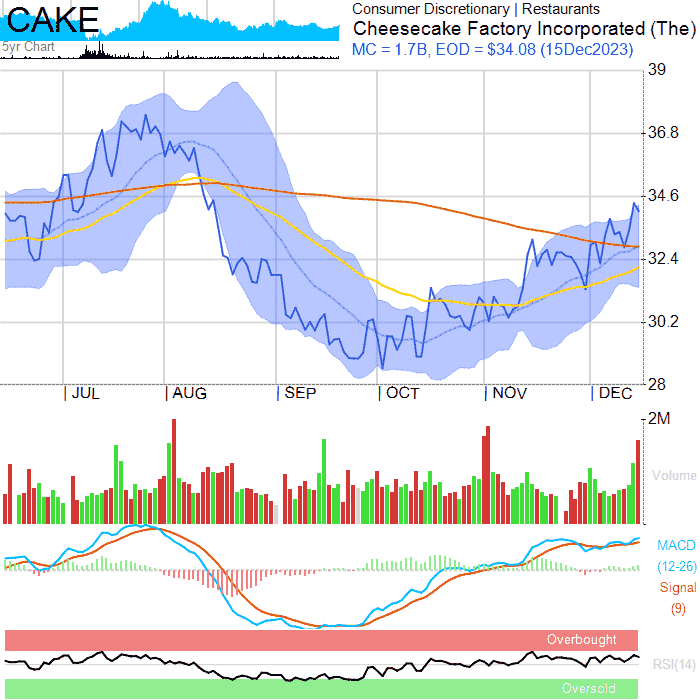 CAKE
5yr Chart
Consumer Discretionary | Restaurants
Cheesecake Factory Incorporated (The)
MC = 1.7B, EOD = $34.08 (15Dec2023)
39
36.8
34.6
32.4
30.2
28
| JUL | AUG | SEP | OCT | NOV | DEC
2M
Volume
MACD
(12-26)
Signal
(9)
Overbought
RSI(14)
Oversold